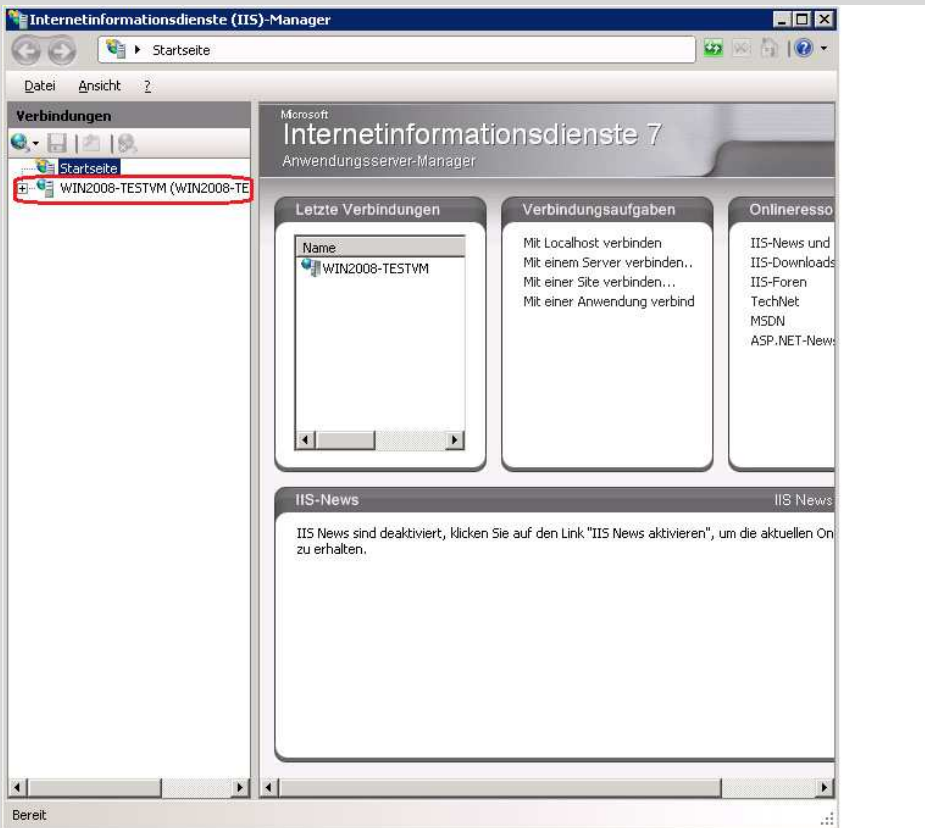 Internetinformationsdienste (IIS)-Manager
Startseite
Datei Ansicht ?
Verbindungen
Startseite
WIN2008-TESTVM (WIN2008-TE
Microsoft
Internetinformationsdienste 7
Anwendungsserver-Manager
Letzte Verbindungen
Name
WIN2008-TESTVM
Verbindungsaufgaben
Mit Localhost verbinden
Mit einem Server verbinden..
Mit einer Site verbinden...
Mit einer Anwendung verbind
Onlineresso
IIS-News und
IIS-Downloads
IIS-Foren
TechNet
MSDN
ASP.NET-News
IIS-News
IIS News
IIS News sind deaktiviert, klicken Sie auf den Link "IIS News aktivieren", um die aktuellen On
zu erhalten.
Bereit